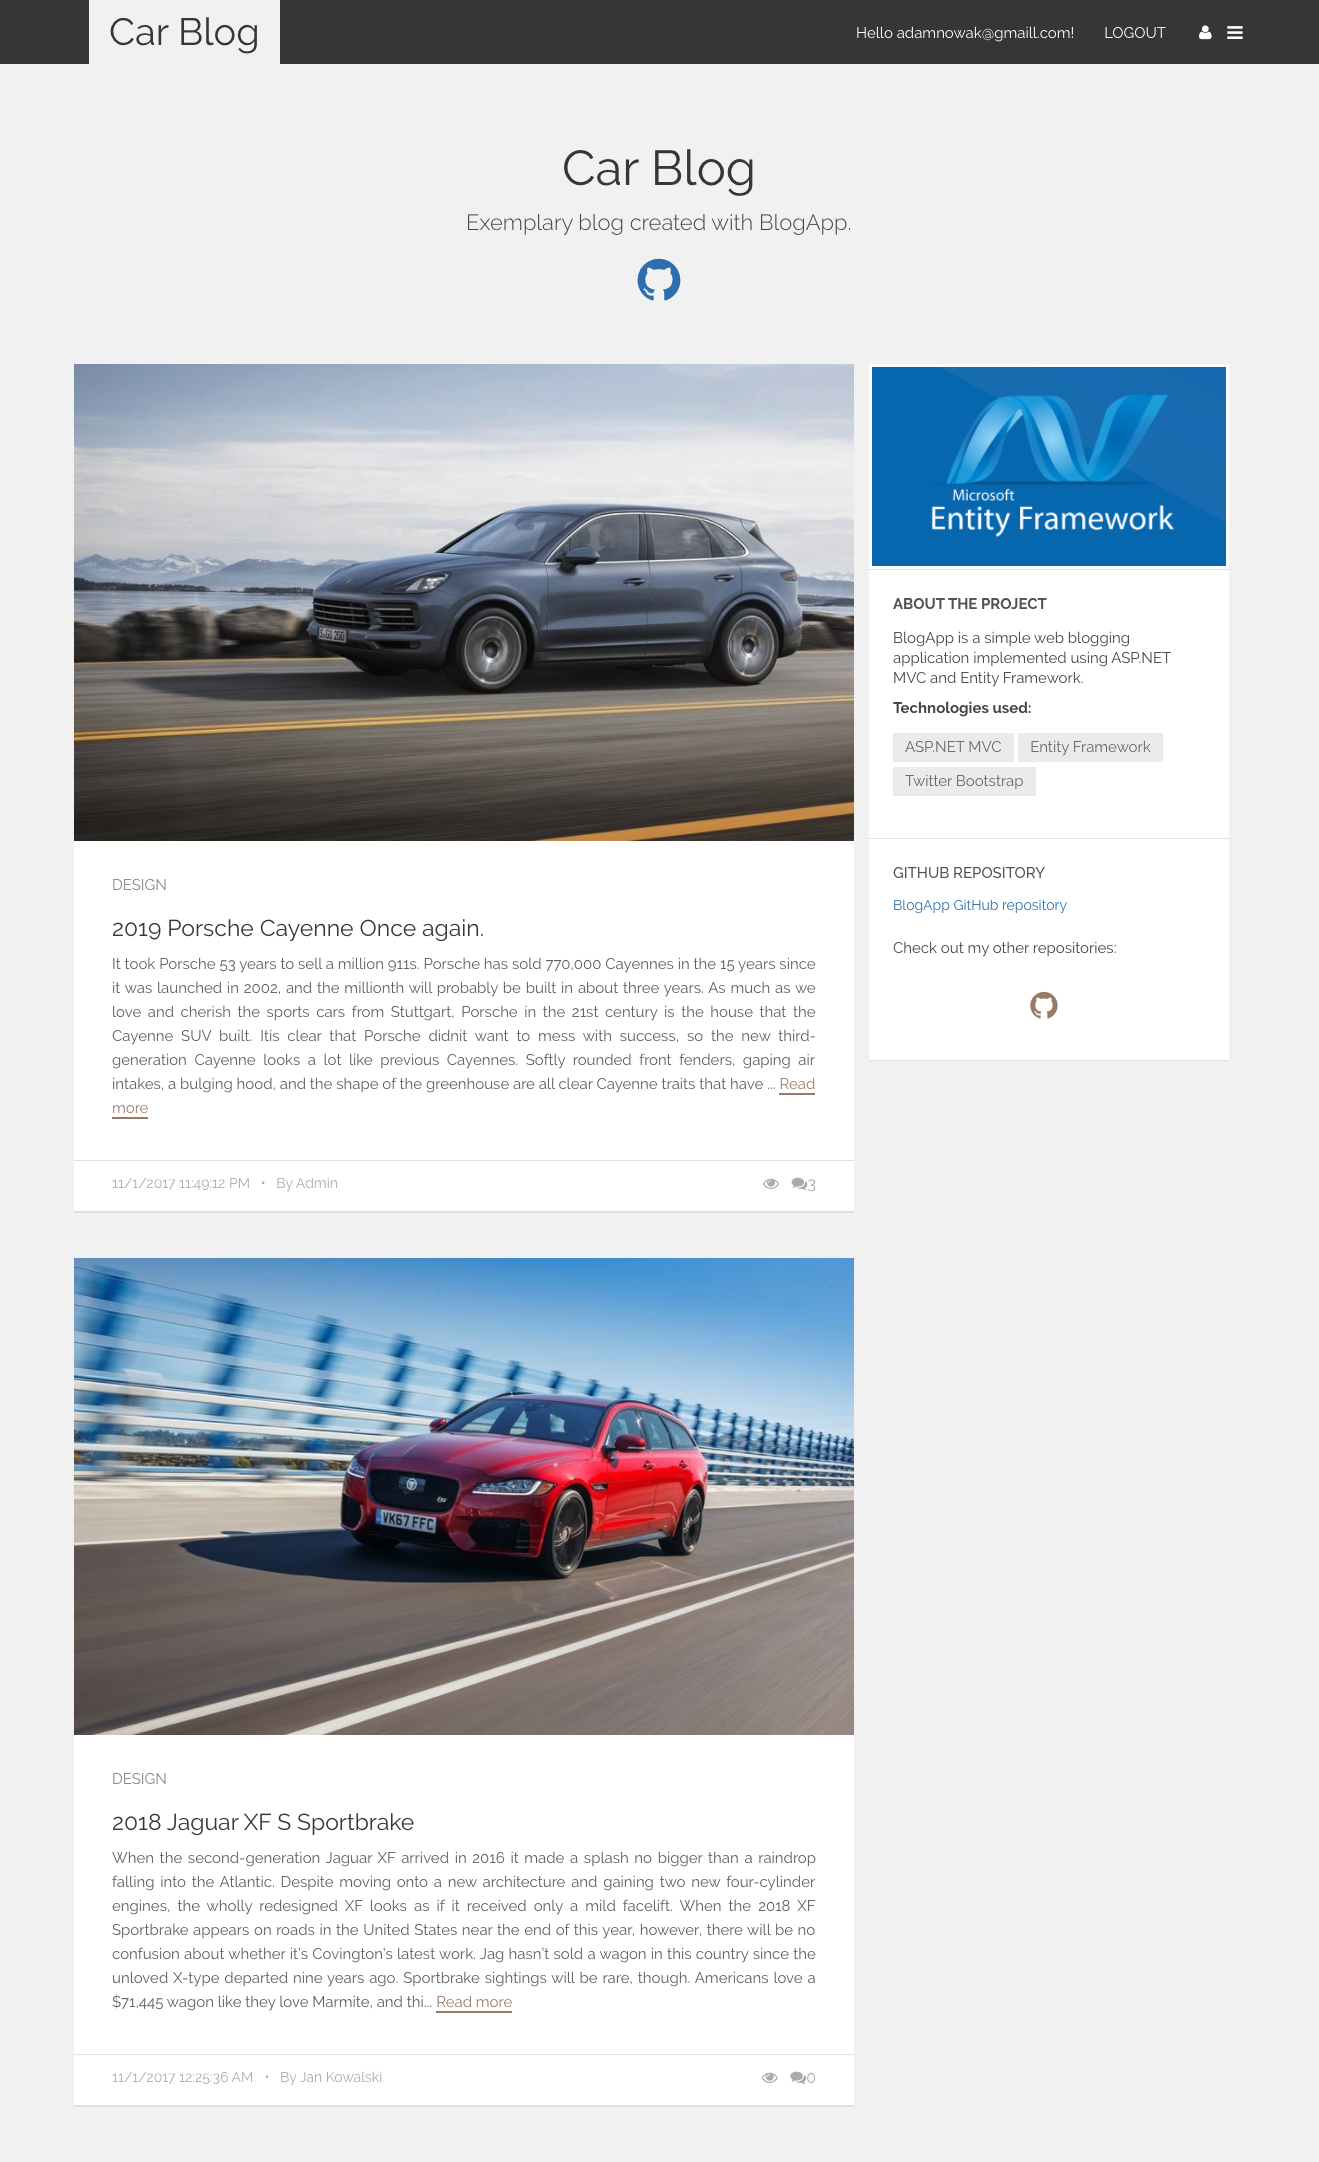 Car Blog
Hello adamnowak@gmaill.com!
LOGOUT
Car Blog
Exemplary blog created with BlogApp.
S·GO 200
DESIGN
2019 Porsche Cayenne Once again.
It took Porsche 53 years to sell a million 911s. Porsche has sold 770,000 Cayennes in the 15 years since
it was launched in 2002, and the millionth will probably be built in about three years. As much as we
love and cherish the sports cars from Stuttgart, Porsche in the 21st century is the house that the
Cayenne SUV built. Itís clear that Porsche didnít want to mess with success, so the new third-
generation Cayenne looks a lot like previous Cayennes. Softly rounded front fenders, gaping air
intakes, a bulging hood, and the shape of the greenhouse are all clear Cayenne traits that have ... Read
more
11/1/2017 11:49:12 PM • By Admin
3
VK67 FFC
DESIGN
2018 Jaguar XF S Sportbrake
When the second-generation Jaguar XF arrived in 2016 it made a splash no bigger than a raindrop
falling into the Atlantic. Despite moving onto a new architecture and gaining two new four-cylinder
engines, the wholly redesigned XF looks as if it received only a mild facelift. When the 2018 XF
Sportbrake appears on roads in the United States near the end of this year, however, there will be no
confusion about whether it's Covington's latest work. Jag hasn't sold a wagon in this country since the
unloved X-type departed nine years ago. Sportbrake sightings will be rare, though. Americans love a
$71,445 wagon like they love Marmite, and thi... Read more
11/1/2017 12:25:36 AM • By Jan Kowalski
0
Microsoft
Entity Framework
ABOUT THE PROJECT
BlogApp is a simple web blogging
application implemented using ASP.NET
MVC and Entity Framework.
Technologies used:
ASP.NET MVC
Entity Framework
Twitter Bootstrap
GITHUB REPOSITORY
BlogApp GitHub repository
Check out my other repositories: